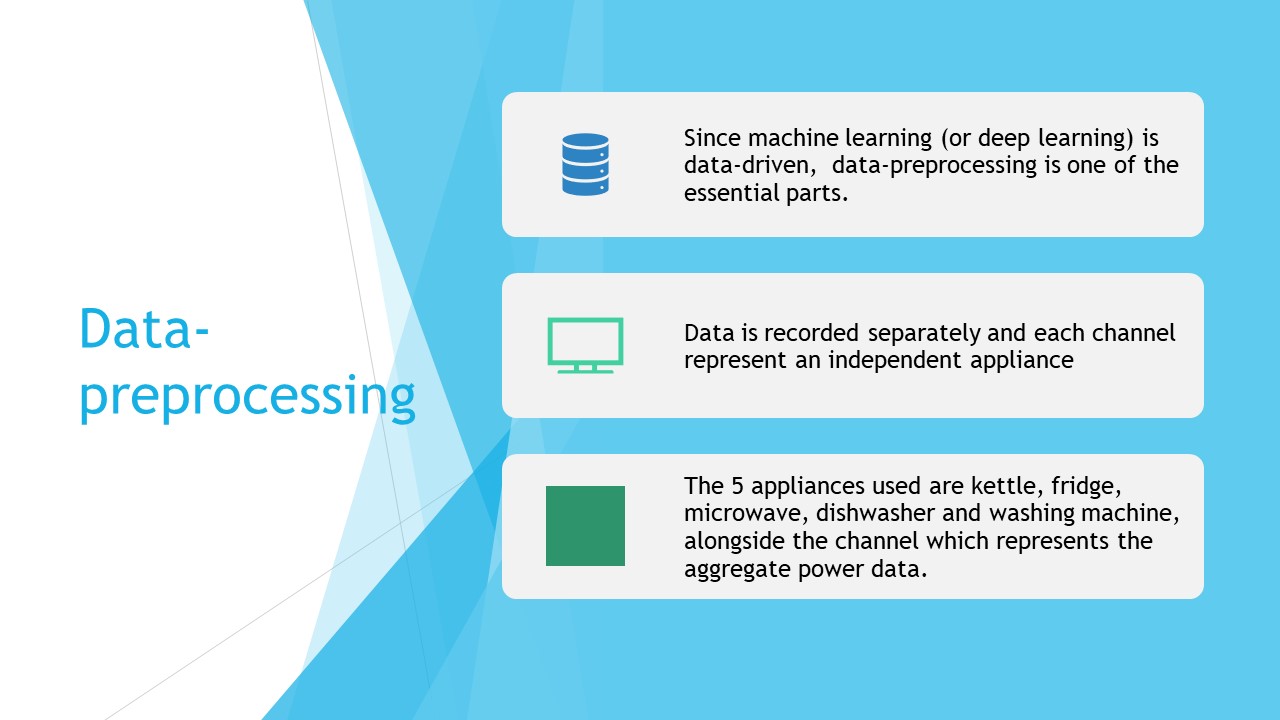 Data-
preprocessing
Since machine learning (or deep learning) is
data-driven,  data-preprocessing is one of the
essential parts.
Data is recorded separately and each channel
represent an independent appliance
The 5 appliances used are kettle, fridge,
microwave, dishwasher and washing machine,
alongside the channel which represents the
aggregate power data.